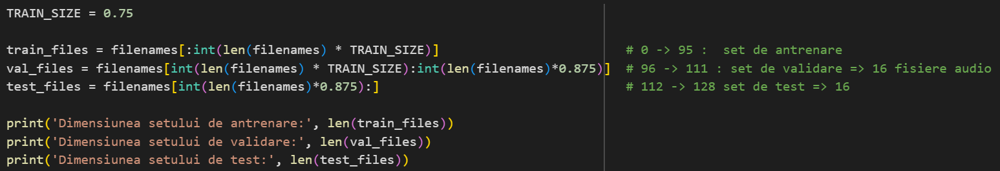 TRAIN_SIZE = 0.75
train_files = filenames[:int(len(filenames) * TRAIN_SIZE)] # 0 -> 95 :  set de antrenare
val_files = filenames[int(len(filenames) * TRAIN_SIZE):int(len(filenames)*0.875)] # 96 -> 111 : set de validare => 16 fisiere audio
test_files = filenames[int(len(filenames)*0.875):] # 112 -> 128 set de test => 16
print('Dimensiunea setului de antrenare:', len(train_files))
print('Dimensiunea setului de validare:', len(val_files))
print('Dimensiunea setului de test:', len(test_files))